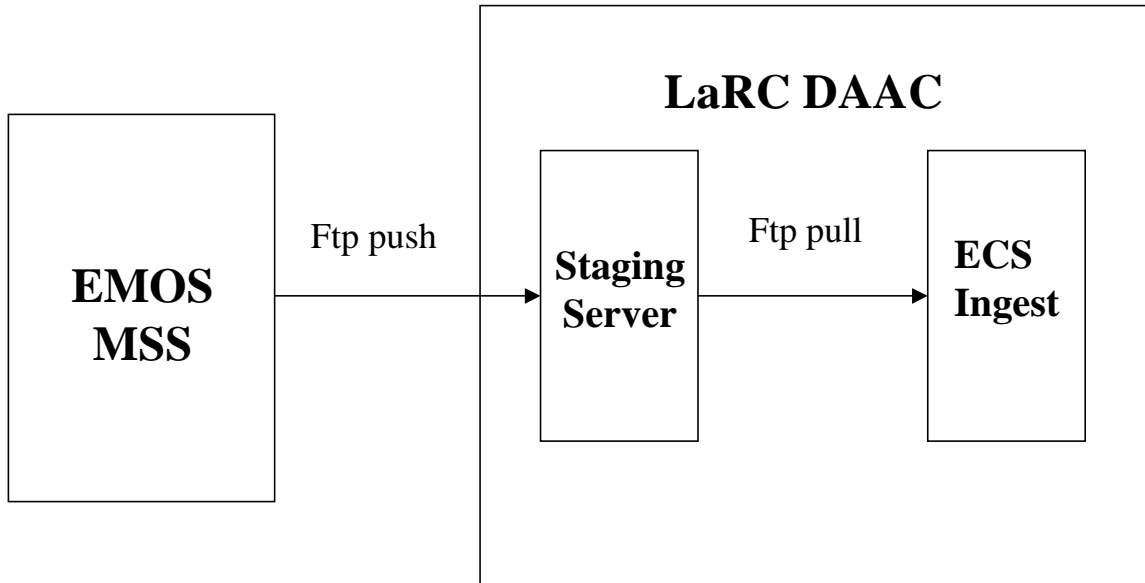 LaRC DAAC
EMOS
MSS
Ftp push
Staging
Server
Ftp pull
ECS
Ingest